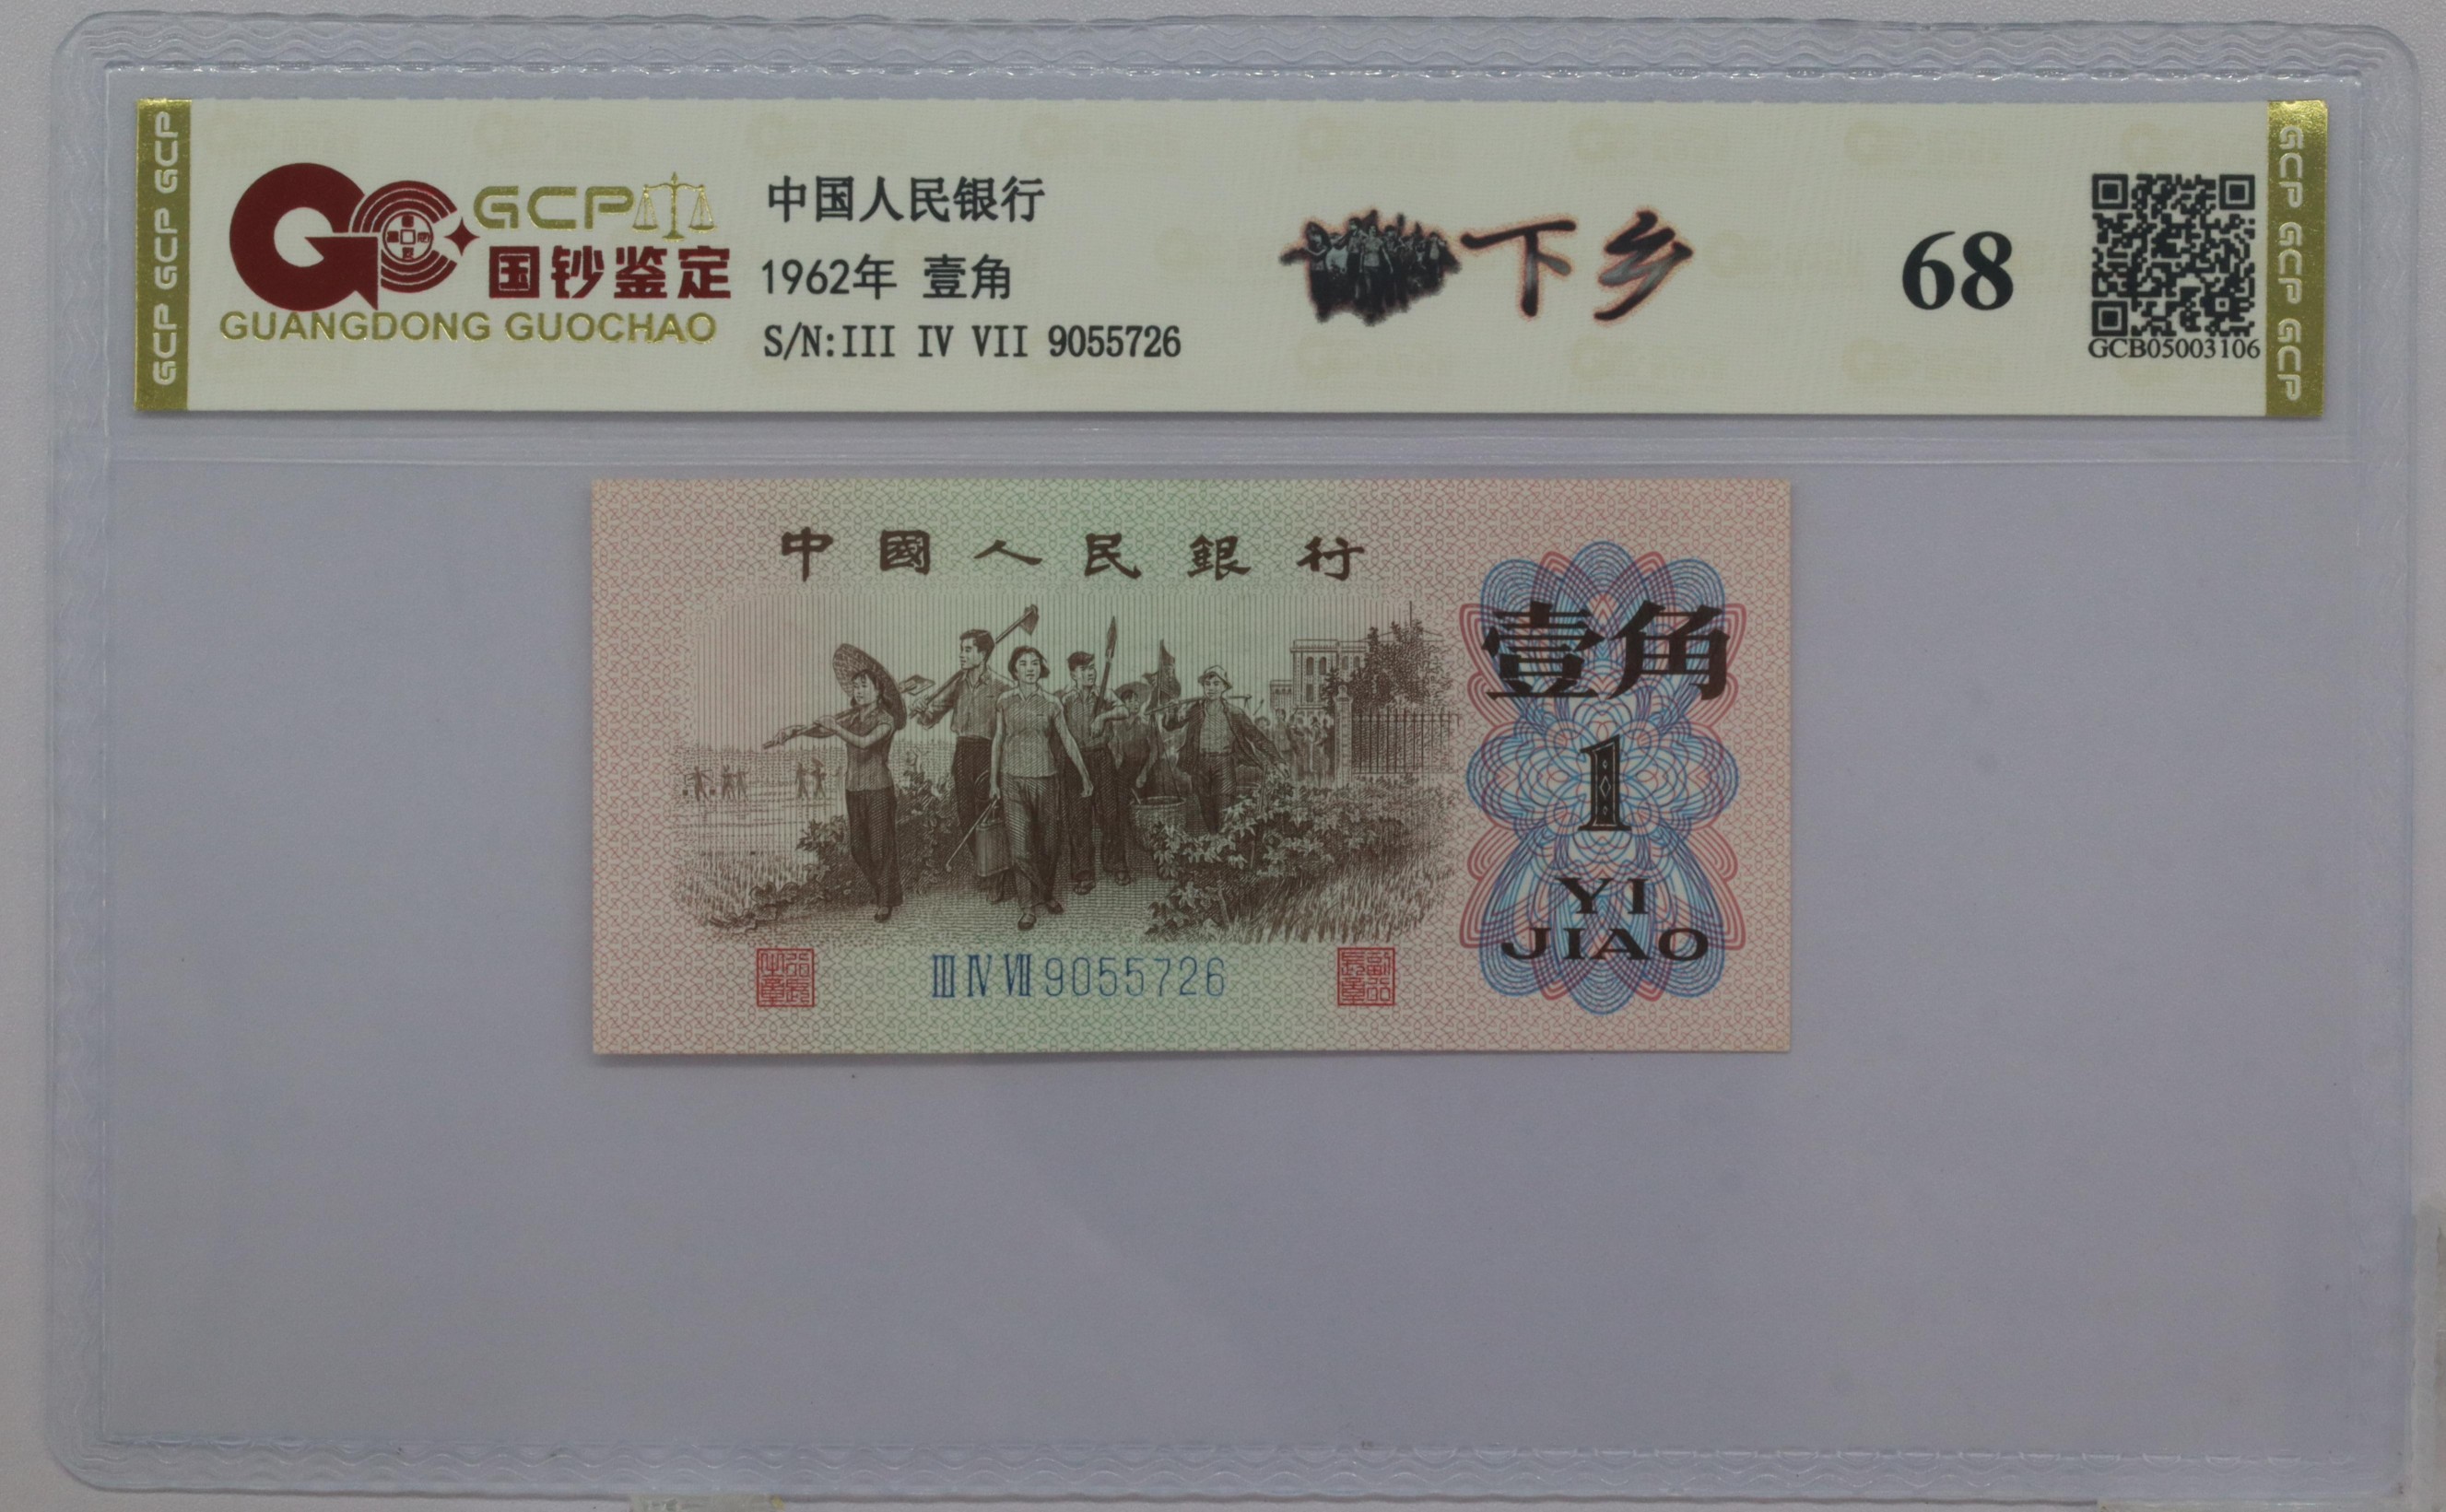 GCP GCP GCP
GCP
国钞鉴定
GUANGDONG GUOCHAO
中国人民银行
1962年 壹角
S/N:III IV VII 9055726
下乡
68
GCB05003106
GCP GCP GCP
中國人民銀行
壹角
1
YI
JIAO
III IV VII 9055726